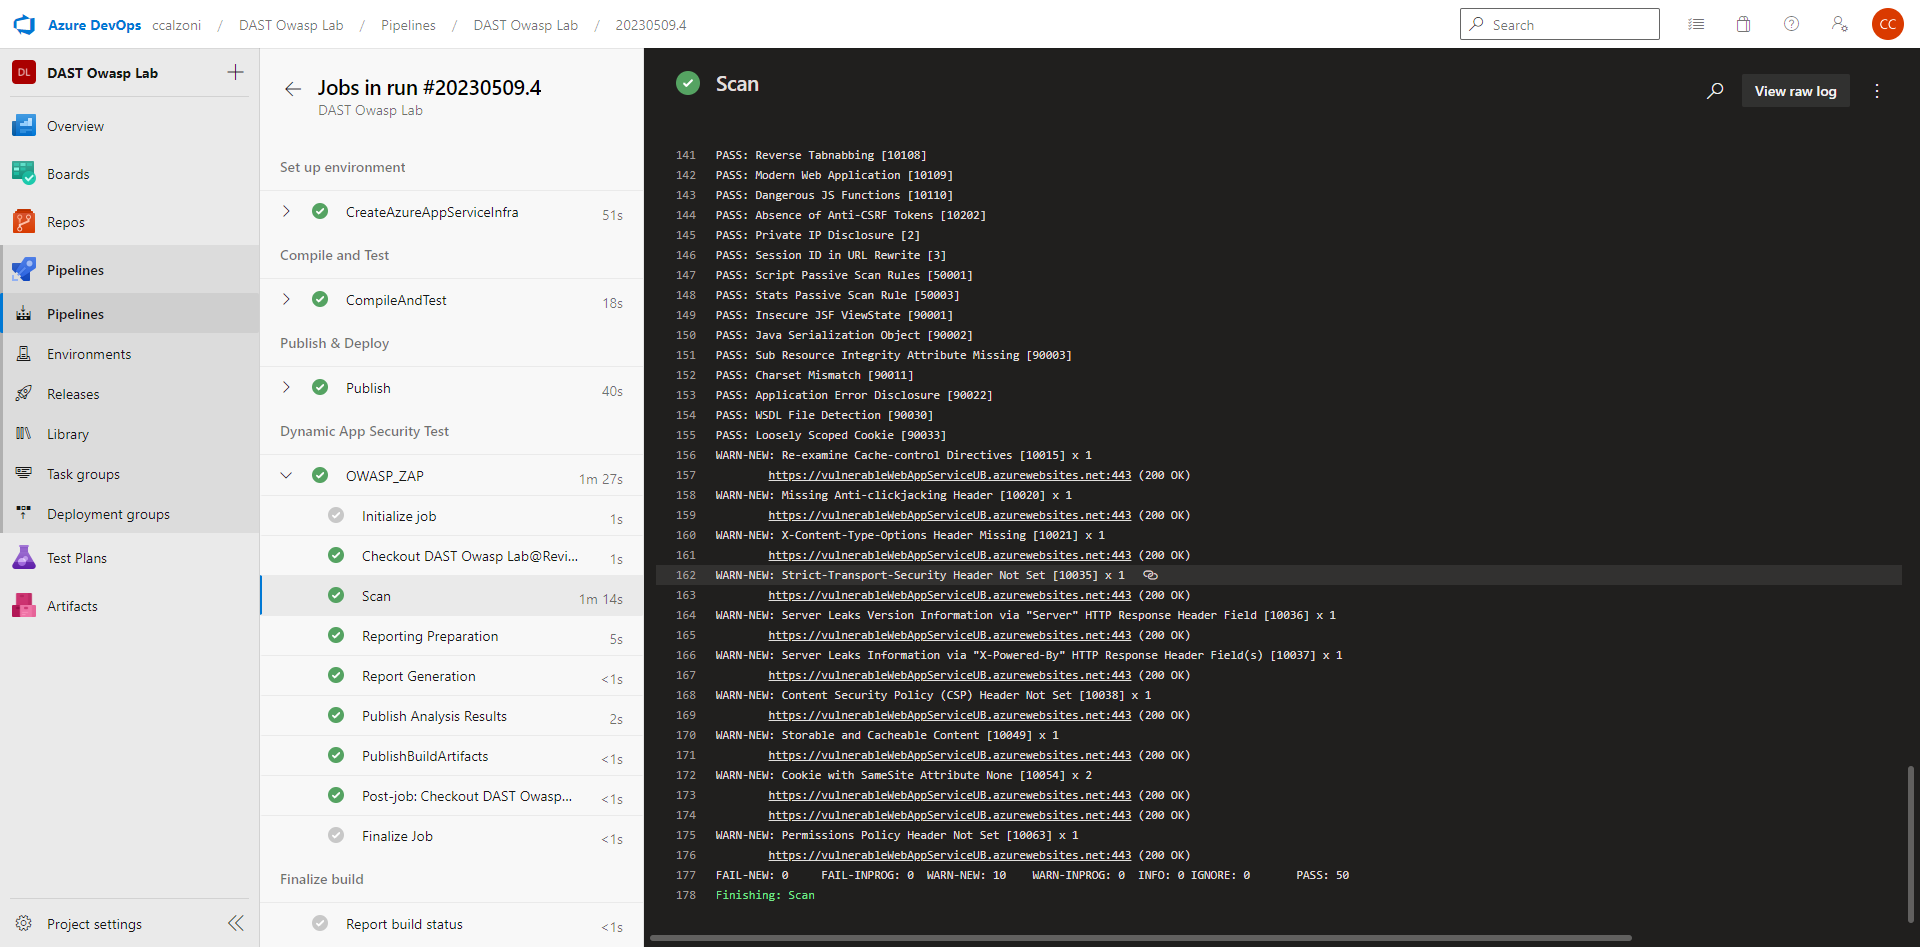 Azure DevOps ccalzoni / DAST Owasp Lab / Pipelines / DAST Owasp Lab / 20230509.4
Search
CC
DL DAST Owasp Lab
Overview
Boards
Repos
Pipelines
Pipelines
Environments
Releases
Library
Task groups
Deployment groups
Test Plans
Artifacts
Project settings
Jobs in run #20230509.4
DAST Owasp Lab
Set up environment
CreateAzureAppServiceInfra 51s
Compile and Test
CompileAndTest 18s
Publish & Deploy
Publish 40s
Dynamic App Security Test
OWASP_ZAP 1m 27s
Initialize job 1s
Checkout DAST Owasp Lab@Revi... 1s
Scan 1m 14s
Reporting Preparation 5s
Report Generation <1s
Publish Analysis Results 2s
PublishBuildArtifacts <1s
Post-job: Checkout DAST Owasp... <1s
Finalize Job <1s
Finalize build
Report build status <1s
Scan
View raw log
141 PASS: Reverse Tabnabbing [10108]
142 PASS: Modern Web Application [10109]
143 PASS: Dangerous JS Functions [10110]
144 PASS: Absence of Anti-CSRF Tokens [10202]
145 PASS: Private IP Disclosure [2]
146 PASS: Session ID in URL Rewrite [3]
147 PASS: Script Passive Scan Rules [50001]
148 PASS: Stats Passive Scan Rule [50003]
149 PASS: Insecure JSF ViewState [90001]
150 PASS: Java Serialization Object [90002]
151 PASS: Sub Resource Integrity Attribute Missing [90003]
152 PASS: Charset Mismatch [90011]
153 PASS: Application Error Disclosure [90022]
154 PASS: WSDL File Detection [90030]
155 PASS: Loosely Scoped Cookie [90033]
156 WARN-NEW: Re-examine Cache-control Directives [10015] x 1
157 https://vulnerableWebAppServiceUB.azurewebsites.net:443 (200 OK)
158 WARN-NEW: Missing Anti-clickjacking Header [10020] x 1
159 https://vulnerableWebAppServiceUB.azurewebsites.net:443 (200 OK)
160 WARN-NEW: X-Content-Type-Options Header Missing [10021] x 1
161 https://vulnerableWebAppServiceUB.azurewebsites.net:443 (200 OK)
162 WARN-NEW: Strict-Transport-Security Header Not Set [10035] x 1
163 https://vulnerableWebAppServiceUB.azurewebsites.net:443 (200 OK)
164 WARN-NEW: Server Leaks Version Information via "Server" HTTP Response Header Field [10036] x 1
165 https://vulnerableWebAppServiceUB.azurewebsites.net:443 (200 OK)
166 WARN-NEW: Server Leaks Information via "X-Powered-By" HTTP Response Header Field(s) [10037] x 1
167 https://vulnerableWebAppServiceUB.azurewebsites.net:443 (200 OK)
168 WARN-NEW: Content Security Policy (CSP) Header Not Set [10038] x 1
169 https://vulnerableWebAppServiceUB.azurewebsites.net:443 (200 OK)
170 WARN-NEW: Storable and Cacheable Content [10049] x 1
171 https://vulnerableWebAppServiceUB.azurewebsites.net:443 (200 OK)
172 WARN-NEW: Cookie with SameSite Attribute None [10054] x 2
173 https://vulnerableWebAppServiceUB.azurewebsites.net:443 (200 OK)
174 https://vulnerableWebAppServiceUB.azurewebsites.net:443 (200 OK)
175 WARN-NEW: Permissions Policy Header Not Set [10063] x 1
176 https://vulnerableWebAppServiceUB.azurewebsites.net:443 (200 OK)
177 FAIL-NEW: 0 FAIL-INPROG: 0 WARN-NEW: 10 WARN-INPROG: 0 INFO: 0 IGNORE: 0 PASS: 50
178 Finishing: Scan